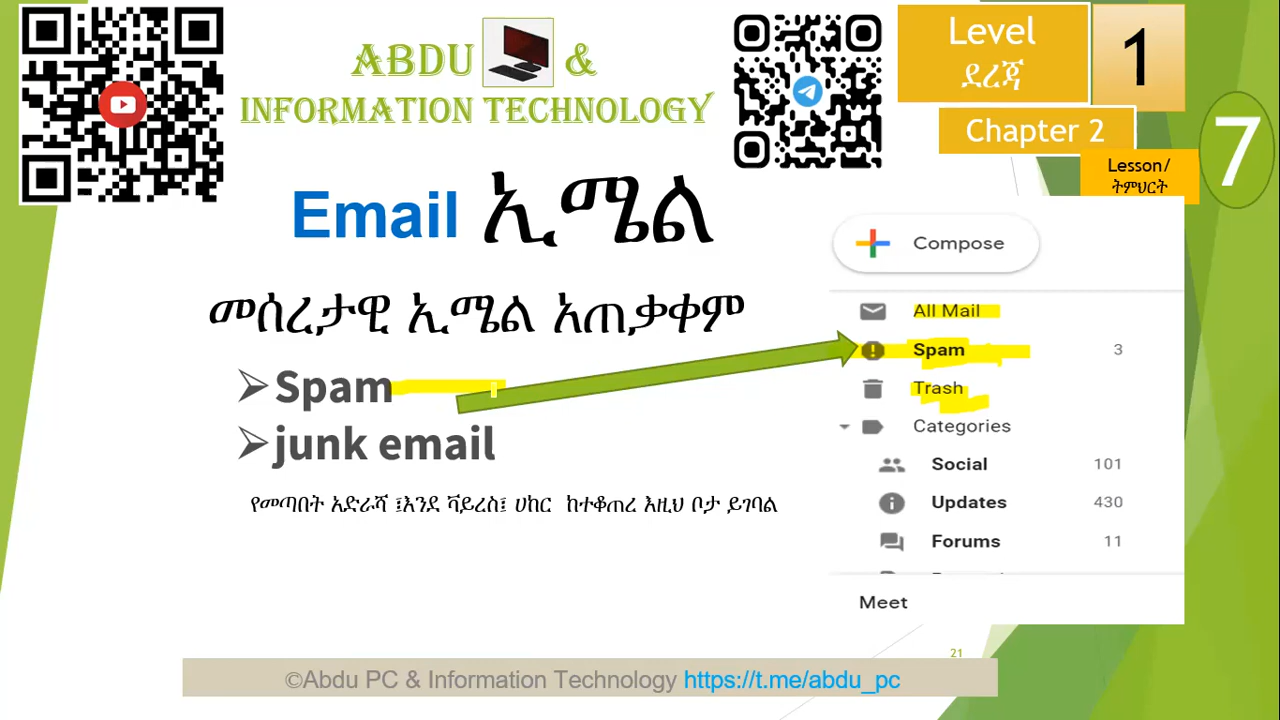 ABDU &
INFORMATION TECHNOLOGY
Level
ደረጃ
1
Chapter 2
Lesson/
ትምህርት
7
Email ኢሜል
መሰረታዊ ኢሜል አጠቃቀም
Spam
junk email
የመጣበት አድራሻ ፤እንደ ቫይረስ፤ ሀከር ከተቆጠረ እዚህ ቦታ ይገባል
Compose
All Mail
Spam 3
Trash
Categories
Social 101
Updates 430
Forums 11
Meet
21
©Abdu PC & Information Technology https://t.me/abdu_pc